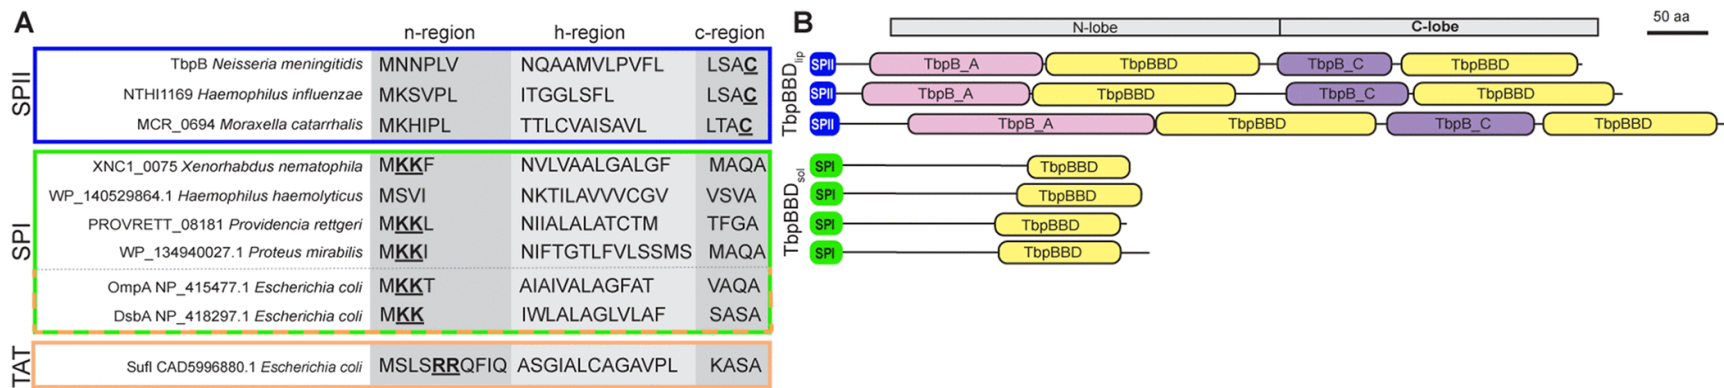 A
n-region h-region c-region
SPII
TbpB Neisseria meningitidis MNNPLV NQAAMVLPVFL LSAC
NTHI1169 Haemophilus influenzae MKSVPL ITGGLSFL LSAC
MCR_0694 Moraxella catarrhalis MKHIPL TTLCVAISAVL LTAC
SPI
XNC1_0075 Xenorhabdus nematophila MKKF NVLVAALGALGF MAQA
WP_140529864.1 Haemophilus haemolyticus MSVI NKTILAVVVCGV VSVA
PROVRETT_08181 Providencia rettgeri MKKL NIIALALATCTM TFGA
WP_134940027.1 Proteus mirabilis MKKI NIFTGTLFVLSSMS MAQA
OmpA NP_415477.1 Escherichia coli MKKT AIAIVALAGFAT VAQA
DsbA NP_418297.1 Escherichia coli MKK IWLALAGLVLAF SASA
TAT
SufI CAD5996880.1 Escherichia coli MSLSRRQFIQ ASGIALCAGAVPL KASA
B
N-lobe C-lobe 50 aa
TbpBBDlip
SPII TbpB_A TbpBBD TbpB_C TbpBBD
SPII TbpB_A TbpBBD TbpB_C TbpBBD
SPII TbpB_A TbpBBD TbpB_C TbpBBD
TbpBBDsol
SPI TbpBBD
SPI TbpBBD
SPI TbpBBD
SPI TbpBBD